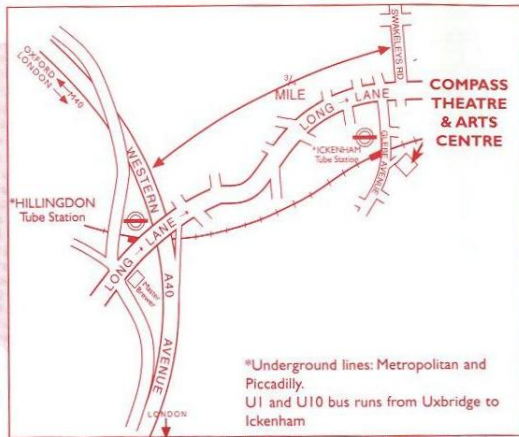 SWAKELEYS RD
OXFORD
LONDON
M40
3/4
MILE
LONG → LANE
COMPASS
THEATRE
& ARTS
CENTRE
*ICKENHAM
Tube Station
GLEBE AVENUE
WESTERN
*HILLINGDON
Tube Station
LONG → LANE
Master
Brewer
A40
AVENUE
LONDON
*Underground lines: Metropolitan and
Piccadilly.
U1 and U10 bus runs from Uxbridge to
Ickenham